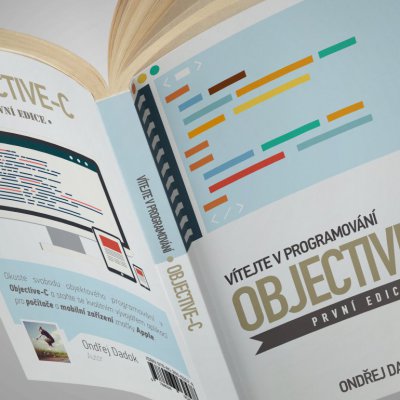 CTIVE-C
VNÍ EDICE •
Okuste svobodu objektového programování v
Objective-C a staňte se kvalitním vývojářem aplikací
pro počítače a mobilní zařízení značky Apple.
Ondřej Dadok
Autor
VÍTEJTE V PROGRAMOVÁNÍ • OBJECTIVE-C
VÍTEJTE V PROGRAMOVÁNÍ
OBJECTIVE
PRVNÍ EDIC
ONDŘEJ DA